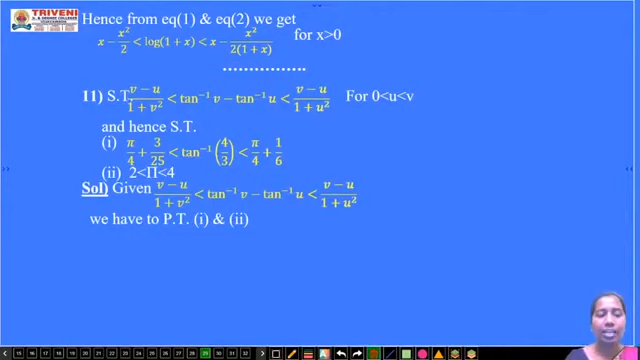 TRIVENI
Hence from eq(1) & eq(2) we get
x − x²/2 < log(1 + x) < x − x²/2(1+x) for x>0
................
11) S.T. v−u/1+v² < tan⁻¹ v − tan⁻¹ u < v−u/1+u² For 0<u<v
and hence S.T.
(i) π/4 + 3/25 < tan⁻¹ (4/3) < π/4 + 1/6
(ii) 2<Π<4
Sol) Given v−u/1+v² < tan⁻¹ v − tan⁻¹ u < v−u/1+u²
we have to P.T. (i) & (ii)
15 16 17 18 19 20 21 22 23 24 25 26 27 28 29 30 31 32